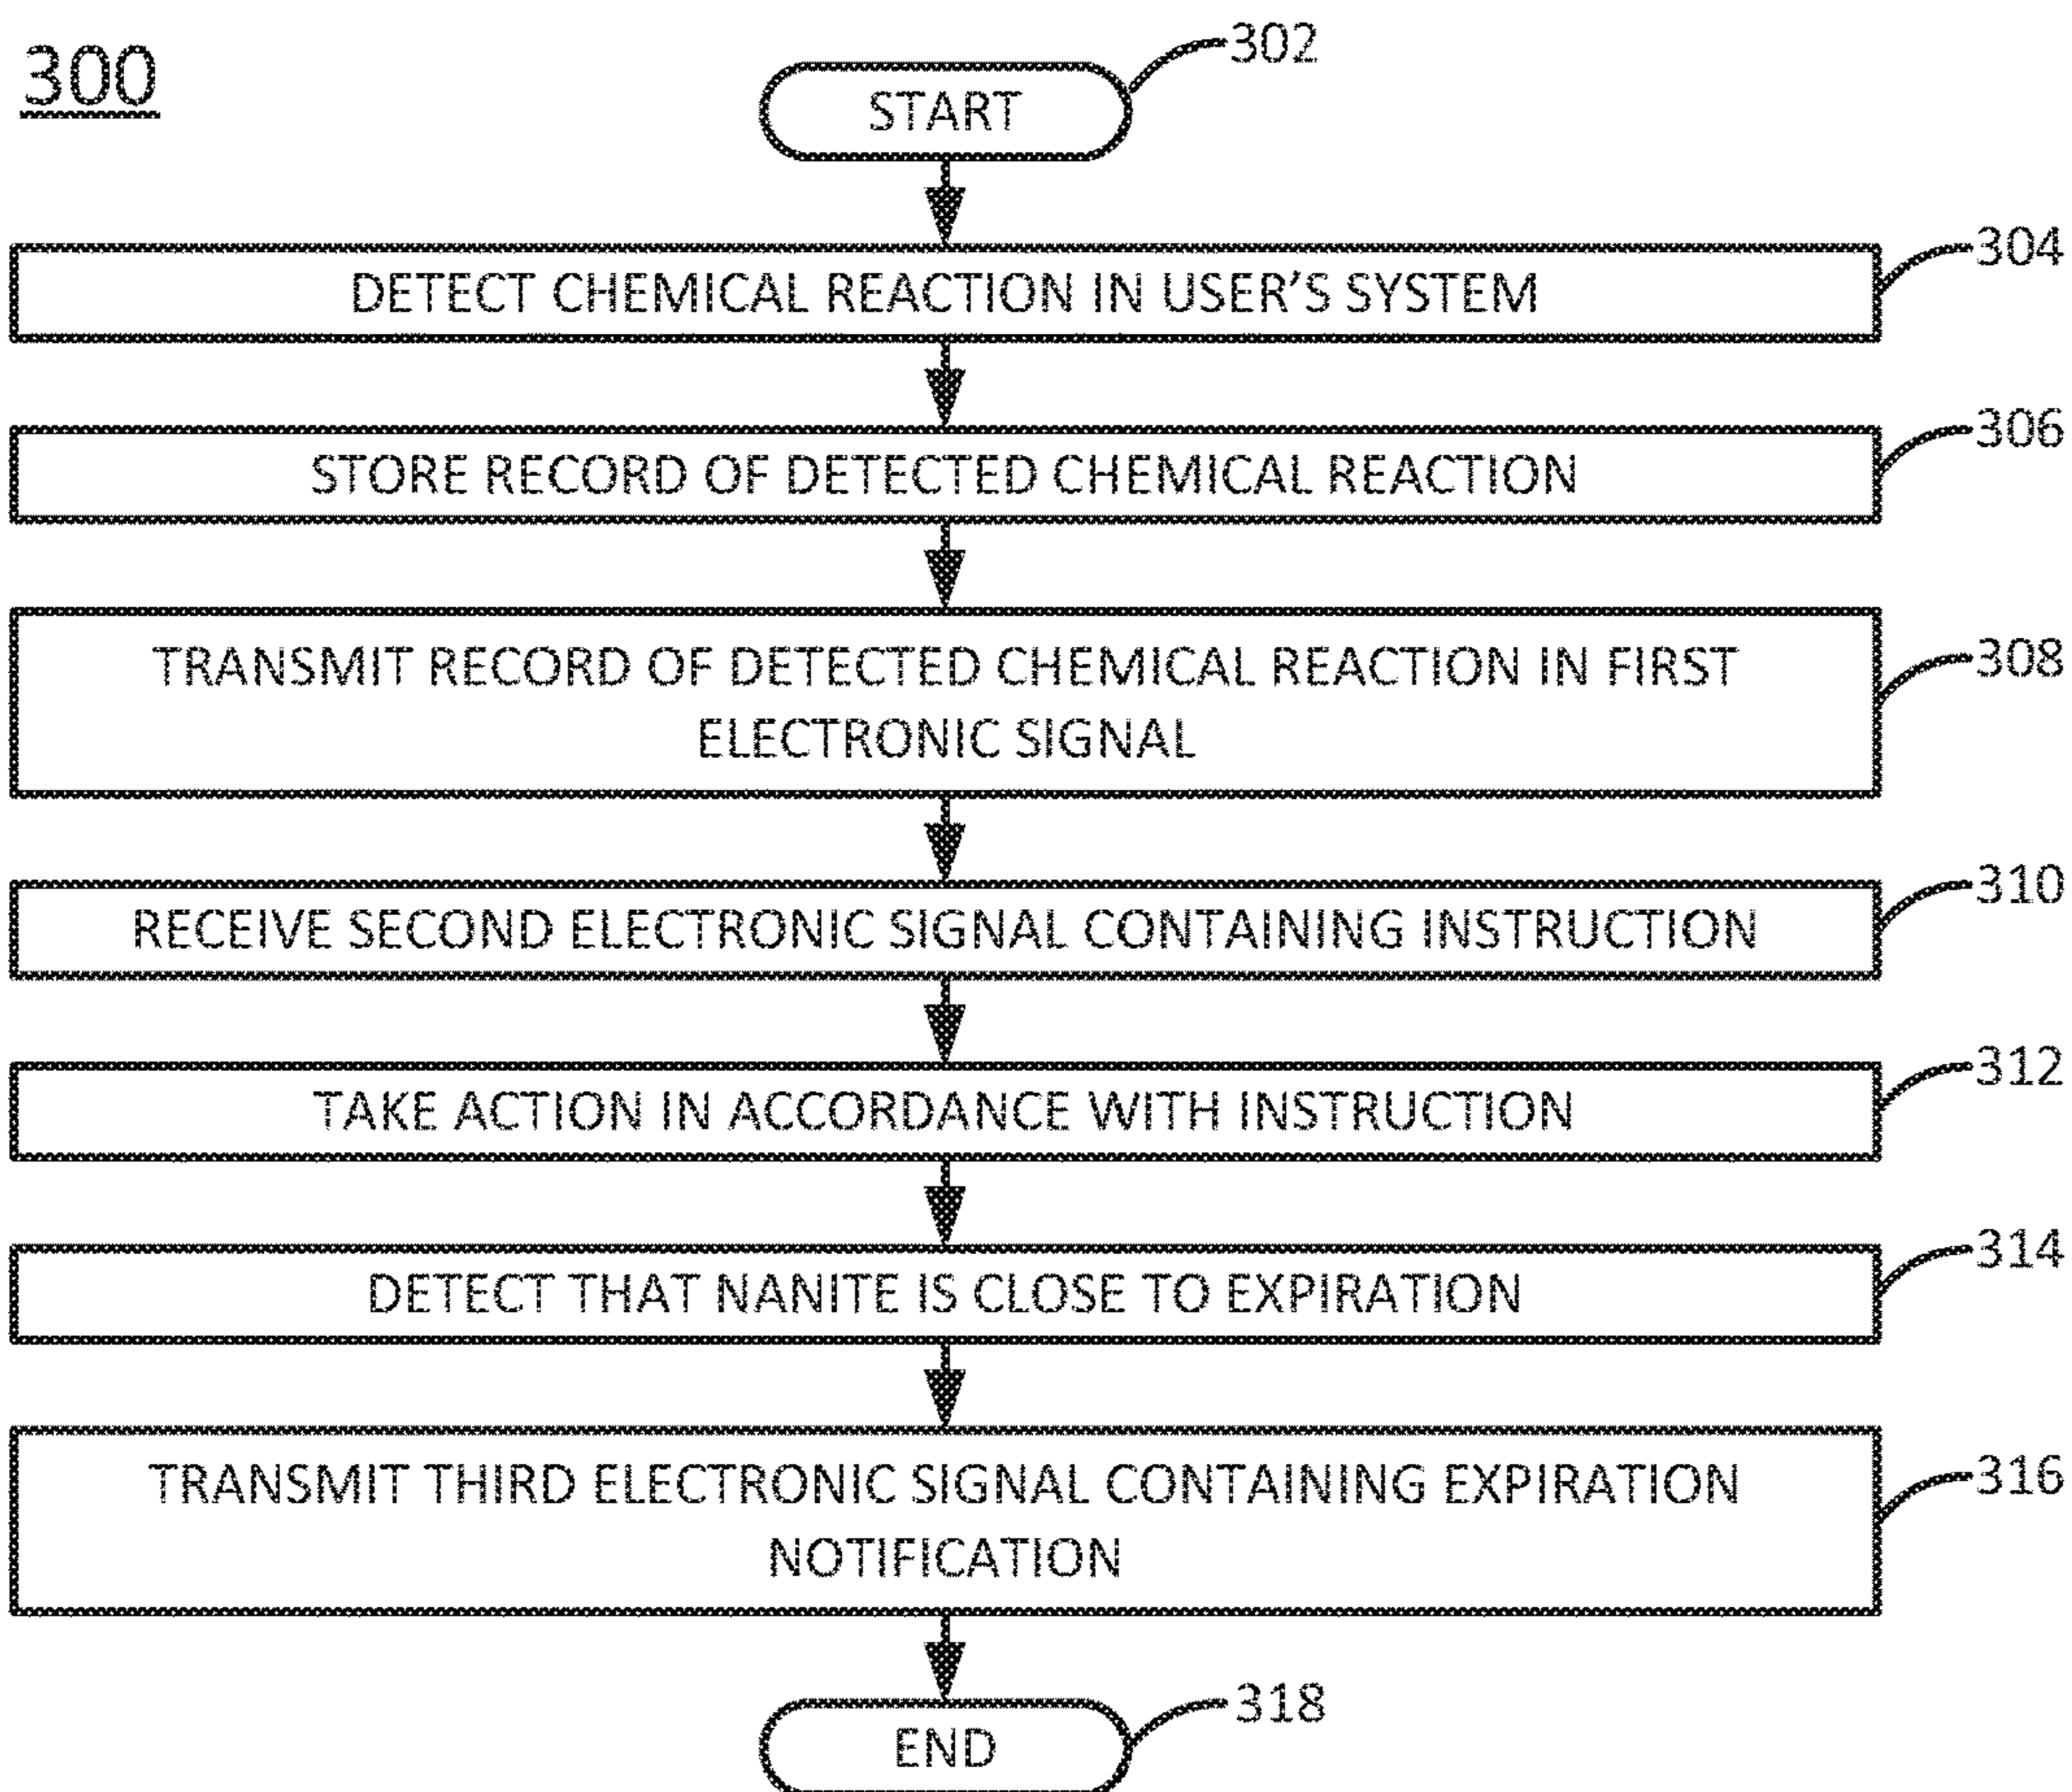 300
302
START
304
DETECT CHEMICAL REACTION IN USER'S SYSTEM
306
STORE RECORD OF DETECTED CHEMICAL REACTION
308
TRANSMIT RECORD OF DETECTED CHEMICAL REACTION IN FIRST
ELECTRONIC SIGNAL
310
RECEIVE SECOND ELECTRONIC SIGNAL CONTAINING INSTRUCTION
312
TAKE ACTION IN ACCORDANCE WITH INSTRUCTION
314
DETECT THAT NANITE IS CLOSE TO EXPIRATION
316
TRANSMIT THIRD ELECTRONIC SIGNAL CONTAINING EXPIRATION
NOTIFICATION
318
END